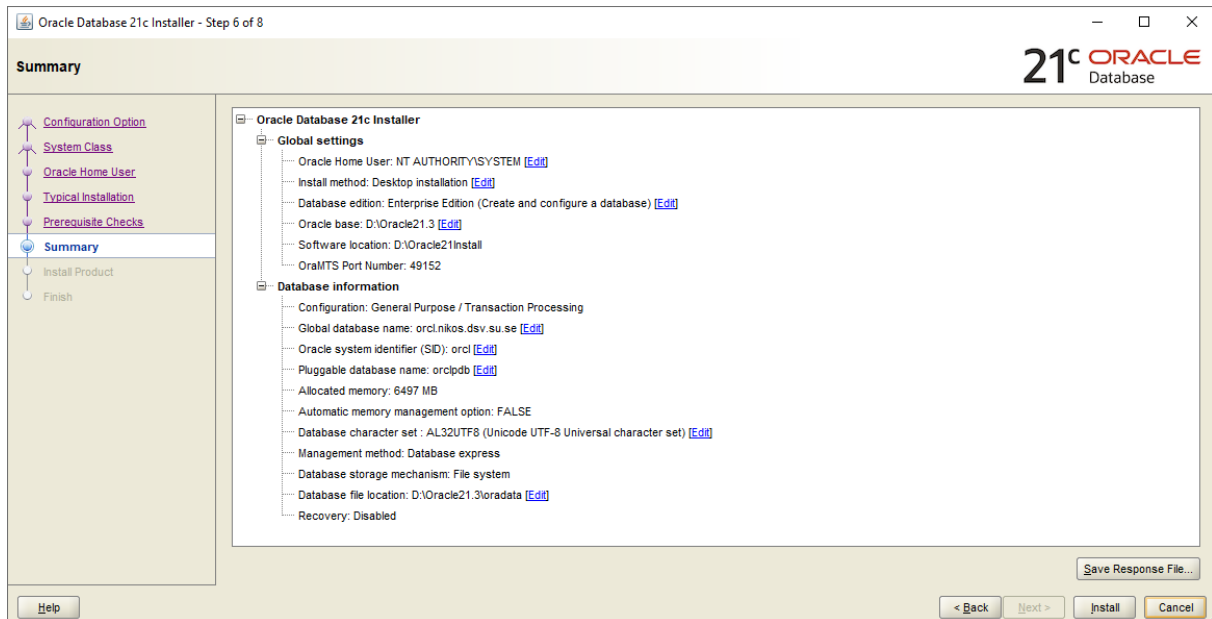 Oracle Database 21c Installer - Step 6 of 8
Summary
21c ORACLE
Database
Configuration Option
System Class
Oracle Home User
Typical Installation
Prerequisite Checks
Summary
Install Product
Finish
Oracle Database 21c Installer
Global settings
Oracle Home User: NT AUTHORITY\SYSTEM [Edit]
Install method: Desktop installation [Edit]
Database edition: Enterprise Edition (Create and configure a database) [Edit]
Oracle base: D:\Oracle21.3 [Edit]
Software location: D:\Oracle21Install
OraMTS Port Number: 49152
Database information
Configuration: General Purpose / Transaction Processing
Global database name: orcl.nikos.dsv.su.se [Edit]
Oracle system identifier (SID): orcl [Edit]
Pluggable database name: orclpdb [Edit]
Allocated memory: 6497 MB
Automatic memory management option: FALSE
Database character set : AL32UTF8 (Unicode UTF-8 Universal character set) [Edit]
Management method: Database express
Database storage mechanism: File system
Database file location: D:\Oracle21.3\oradata [Edit]
Recovery: Disabled
Save Response File...
Help
< Back
Next >
Install
Cancel